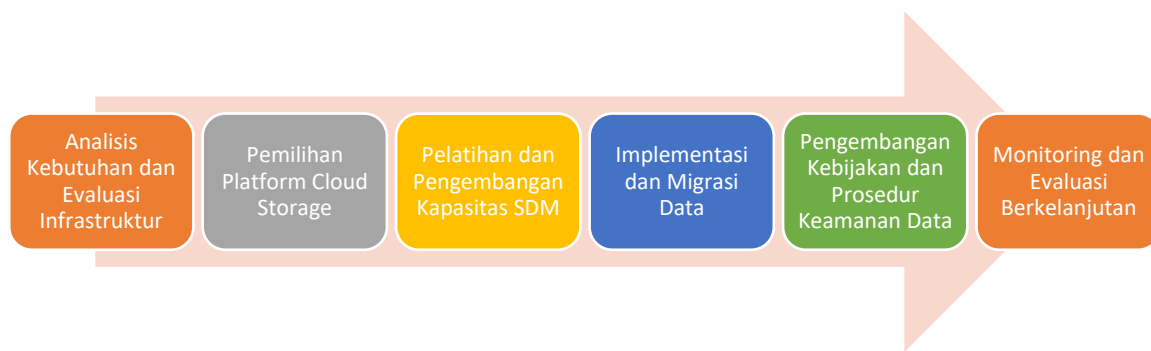 Analisis
Kebutuhan dan
Evaluasi
Infrastruktur
Pemilihan
Platform Cloud
Storage
Pelatihan dan
Pengembangan
Kapasitas SDM
Implementasi
dan Migrasi
Data
Pengembangan
Kebijakan dan
Prosedur
Keamanan Data
Monitoring dan
Evaluasi
Berkelanjutan